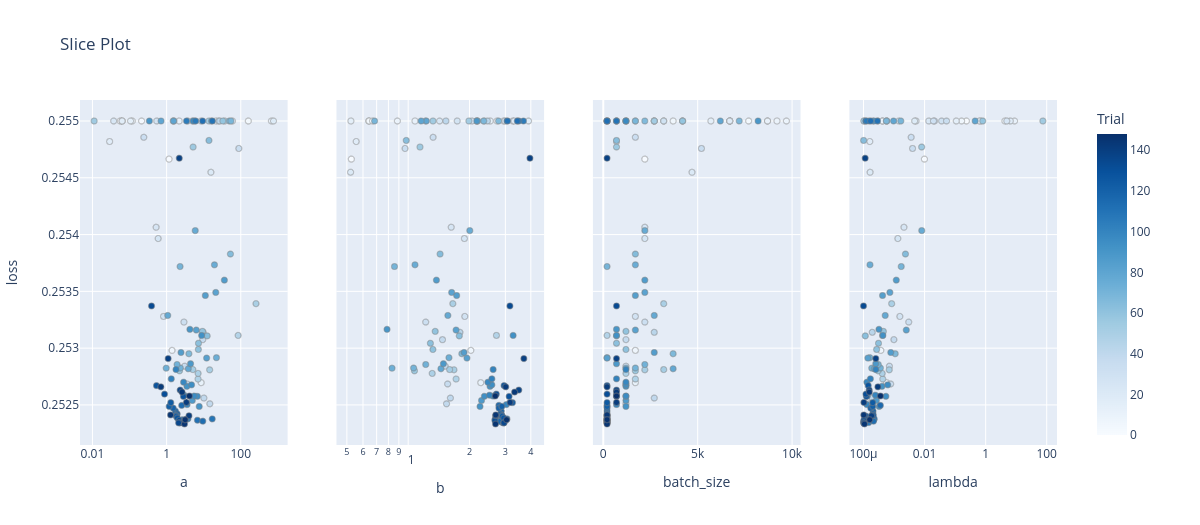 Slice Plot
Trial
0.255
0.2545
0.254
0.2535
0.253
0.2525
loss
140
120
100
80
60
40
20
0
0.01 1 100
5 6 7 8 9 1 2 3 4
0 5k 10k
100μ 0.01 1 100
a
b
batch_size
lambda